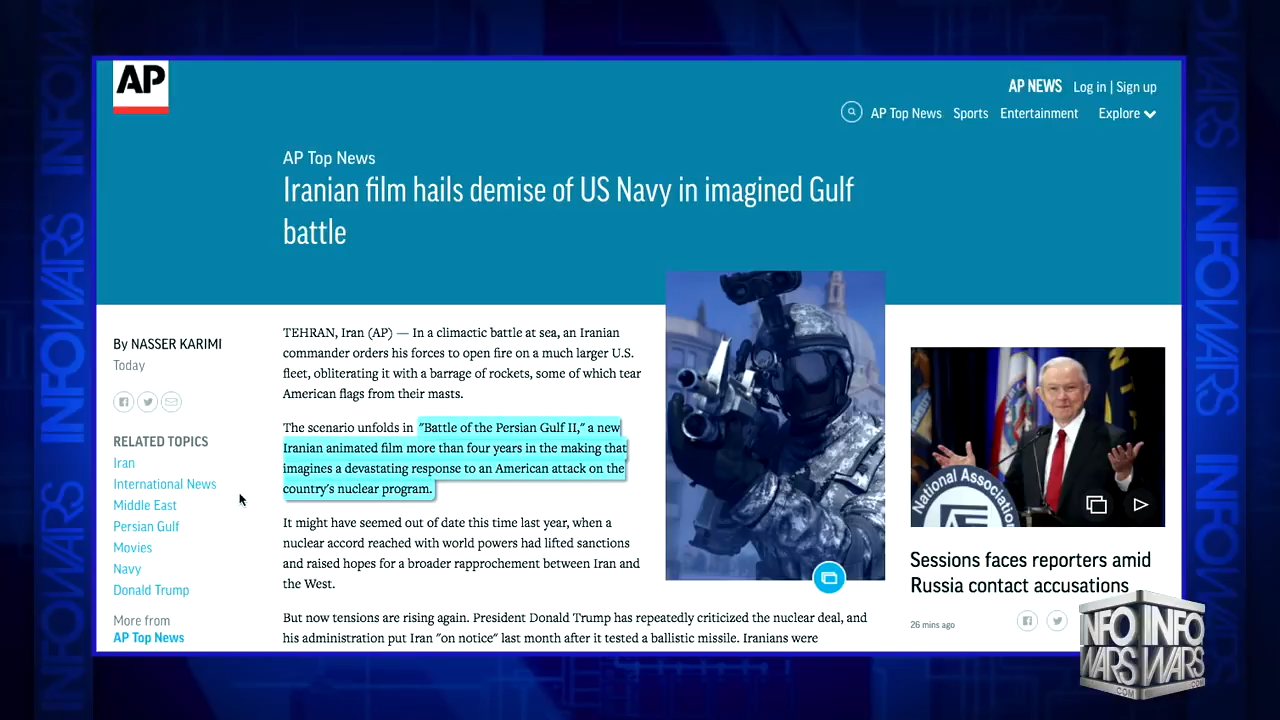 AP
AP NEWS Log in | Sign up
AP Top News Sports Entertainment Explore
AP Top News
Iranian film hails demise of US Navy in imagined Gulf
battle
By NASSER KARIMI
Today
RELATED TOPICS
Iran
International News
Middle East
Persian Gulf
Movies
Navy
Donald Trump
More from
AP Top News
TEHRAN, Iran (AP) — In a climactic battle at sea, an Iranian
commander orders his forces to open fire on a much larger U.S.
fleet, obliterating it with a barrage of rockets, some of which tear
American flags from their masts.
The scenario unfolds in "Battle of the Persian Gulf II," a new
Iranian animated film more than four years in the making that
imagines a devastating response to an American attack on the
country's nuclear program.
It might have seemed out of date this time last year, when a
nuclear accord reached with world powers had lifted sanctions
and raised hopes for a broader rapprochement between Iran and
the West.
But now tensions are rising again. President Donald Trump has repeatedly criticized the nuclear deal, and
his administration put Iran "on notice" last month after it tested a ballistic missile. Iranians were
National Association
Sessions faces reporters amid
Russia contact accusations
26 mins ago
INFOWARS
INFOWARS
INFOWARS
INFOWARS
INFO INFO
WARS WARS
.COM .COM